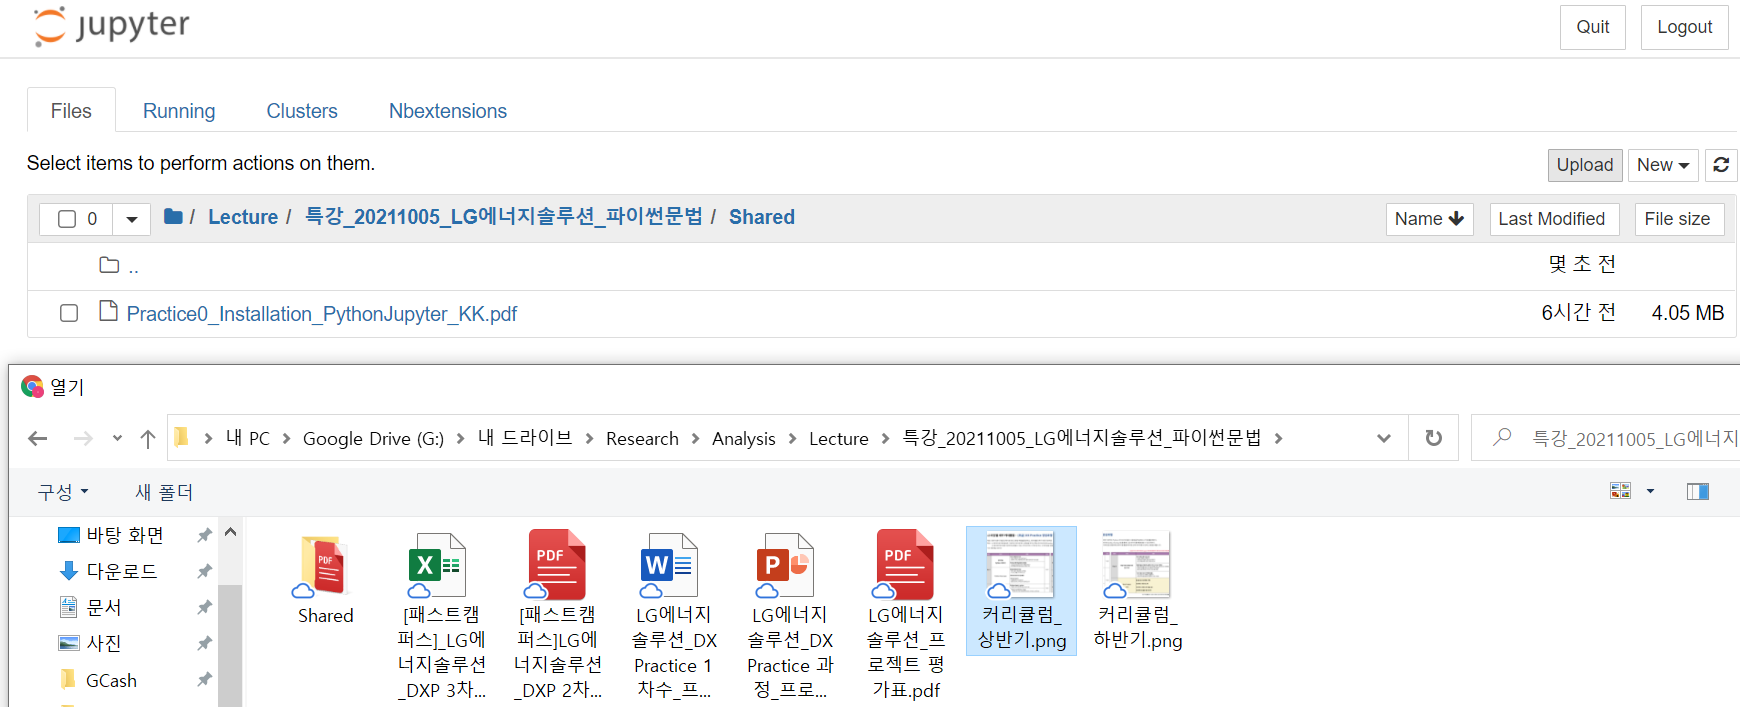 jupyter
Quit
Logout
Files
Running
Clusters
Nbextensions
Select items to perform actions on them.
Upload
New
0
/ Lecture / 특강_20211005_LG에너지솔루션_파이썬문법 / Shared
Name
Last Modified
File size
..
몇 초 전
Practice0_Installation_PythonJupyter_KK.pdf
6시간 전
4.05 MB
열기
내 PC > Google Drive (G:) > 내 드라이브 > Research > Analysis > Lecture > 특강_20211005_LG에너지솔루션_파이썬문법 >
특강_20211005_LG에너지
구성
새 폴더
바탕 화면
다운로드
문서
사진
GCash
PDF
Shared
X
[패스트캠
퍼스]_LG에
너지솔루션
_DXP 3차...
PDF
[패스트캠
퍼스]LG에
너지솔루션
_DXP 2차...
W
LG에너지
솔루션_DX
Practice 1
차수_프...
P
LG에너지
솔루션_DX
Practice 과
정_프로...
PDF
LG에너지
솔루션_프
로젝트 평
가표.pdf
커리큘럼_
상반기.png
커리큘럼_
하반기.png